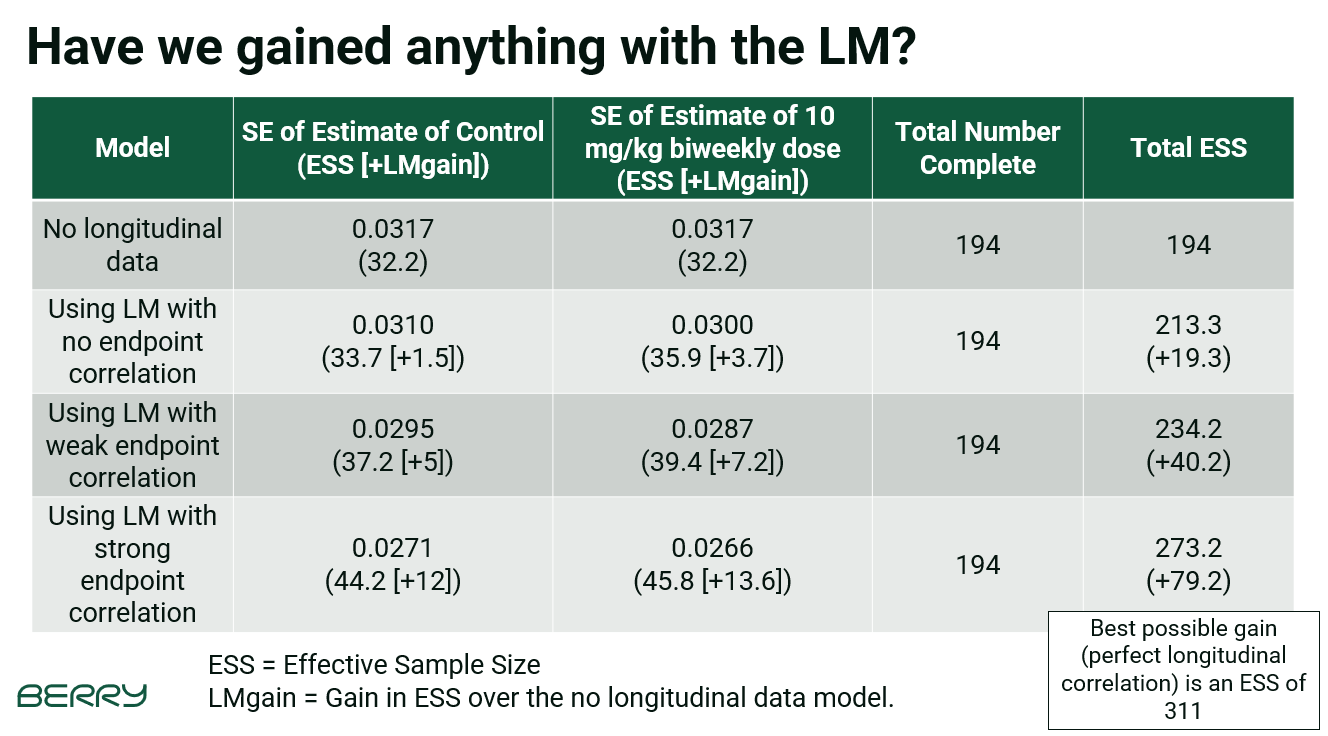 Have we gained anything with the LM?
Model
SE of Estimate of Control
(ESS [+LMgain])
SE of Estimate of 10
mg/kg biweekly dose
(ESS [+LMgain])
Total Number
Complete
Total ESS
No longitudinal
data
0.0317
(32.2)
0.0317
(32.2)
194
194
Using LM with
no endpoint
correlation
0.0310
(33.7 [+1.5])
0.0300
(35.9 [+3.7])
194
213.3
(+19.3)
Using LM with
weak endpoint
correlation
0.0295
(37.2 [+5])
0.0287
(39.4 [+7.2])
194
234.2
(+40.2)
Using LM with
strong
endpoint
correlation
0.0271
(44.2 [+12])
0.0266
(45.8 [+13.6])
194
273.2
(+79.2)
Best possible gain
(perfect longitudinal
correlation) is an ESS of
311
ESS = Effective Sample Size
LMgain = Gain in ESS over the no longitudinal data model.
BERRY